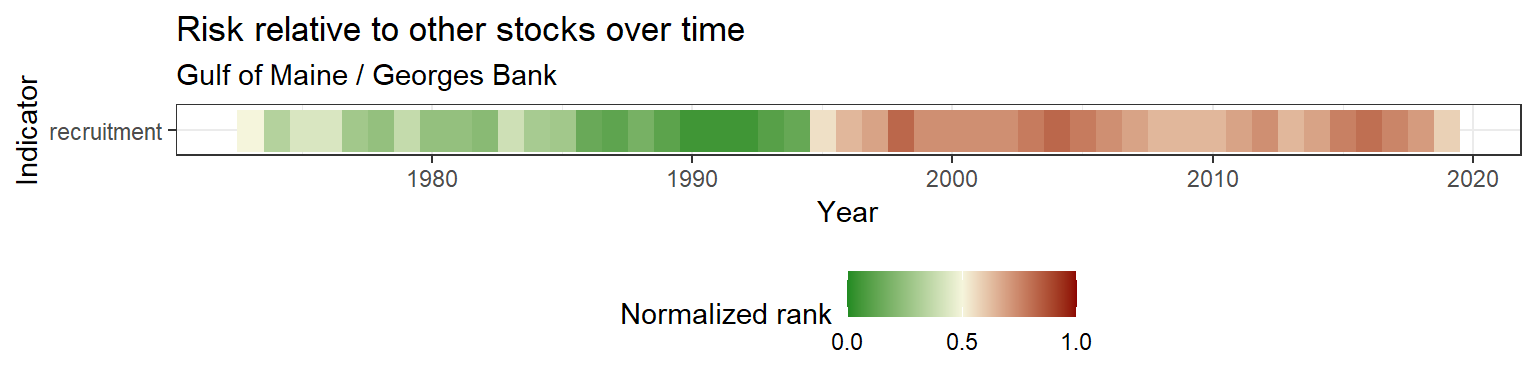 Risk relative to other stocks over time
Gulf of Maine / Georges Bank
Indicator
recruitment
1980 1990 2000 2010 2020
Year
Normalized rank
0.0 0.5 1.0